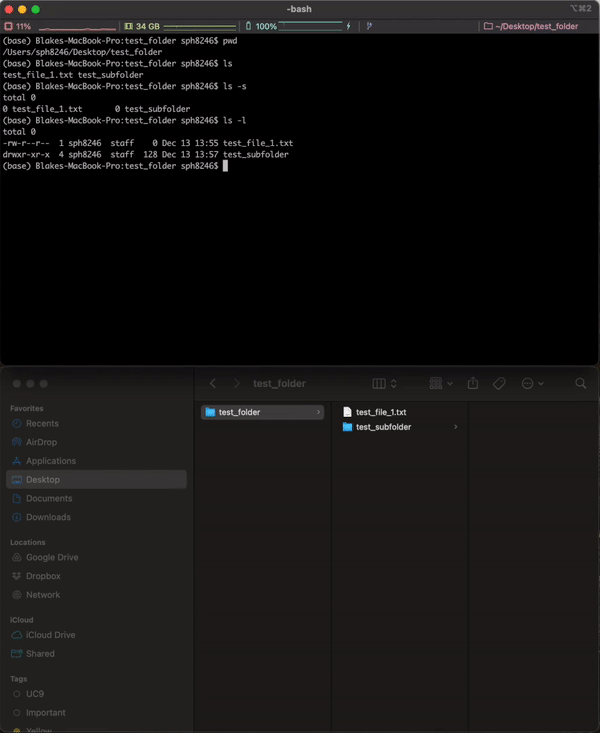 -bash
⌥⌘2
11%
34 GB
100%
~/Desktop/test_folder
(base) Blakes-MacBook-Pro:test_folder sph8246$ pwd
/Users/sph8246/Desktop/test_folder
(base) Blakes-MacBook-Pro:test_folder sph8246$ ls
test_file_1.txt test_subfolder
(base) Blakes-MacBook-Pro:test_folder sph8246$ ls -s
total 0
0 test_file_1.txt       0 test_subfolder
(base) Blakes-MacBook-Pro:test_folder sph8246$ ls -l
total 0
-rw-r--r--  1 sph8246  staff    0 Dec 13 13:55 test_file_1.txt
drwxr-xr-x  4 sph8246  staff  128 Dec 13 13:57 test_subfolder
(base) Blakes-MacBook-Pro:test_folder sph8246$
test_folder
Favorites
Recents
AirDrop
Applications
Desktop
Documents
Downloads
Locations
Google Drive
Dropbox
Network
iCloud
iCloud Drive
Shared
Tags
UC9
Important
Yellow
test_folder
test_file_1.txt
test_subfolder